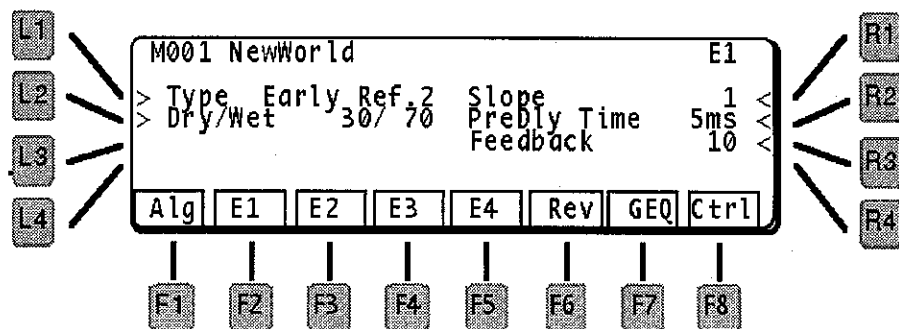 L1
L2
L3
L4
M001 NewWorld E1
> Type Early Ref.2 Slope 1 <
> Dry/Wet 30/ 70 PreDly Time 5ms <
Feedback 10 <
Alg E1 E2 E3 E4 Rev GEQ Ctrl
R1
R2
R3
R4
F1 F2 F3 F4 F5 F6 F7 F8